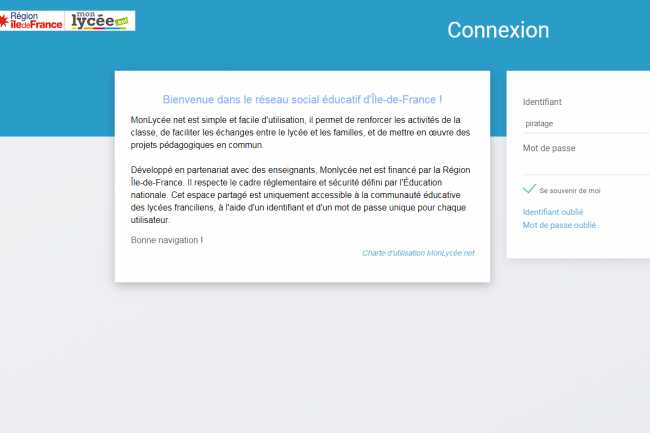 Région
îledeFrance
mon
lycée.net
Connexion
Bienvenue dans le réseau social éducatif d'Île-de-France !
MonLycée.net est simple et facile d'utilisation, il permet de renforcer les activités de la
classe, de faciliter les échanges entre le lycée et les familles, et de mettre en œuvre des
projets pédagogiques en commun.
Développé en partenariat avec des enseignants, Monlycée.net est financé par la Région
Île-de-France. Il respecte le cadre réglementaire et sécurité défini par l'Éducation
nationale. Cet espace partagé est uniquement accessible à la communauté éducative
des lycées franciliens, à l'aide d'un identifiant et d'un mot de passe unique pour chaque
utilisateur.
Bonne navigation !
Charte d'utilisation MonLycée.net
Identifiant
piratage
Mot de passe
Se souvenir de moi
Identifiant oublié
Mot de passe oublié